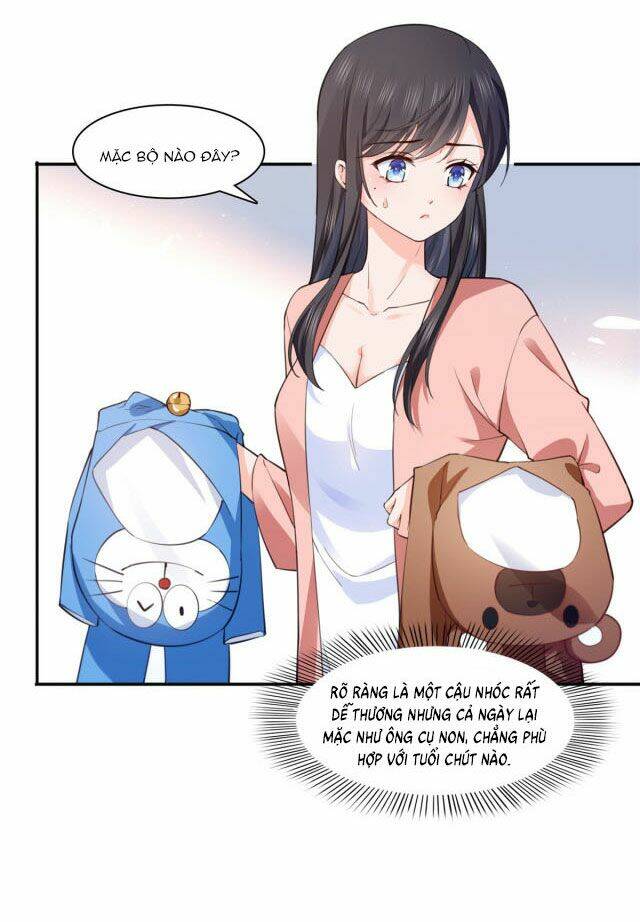 MẶC BỘ NÀO ĐÂY?
RÕ RÀNG LÀ MỘT CẬU NHÓC RẤT
DỄ THƯƠNG NHƯNG CẢ NGÀY LẠI
MẶC NHƯ ÔNG CỤ NON, CHẲNG PHÙ
HỢP VỚI TUỔI CHÚT NÀO.